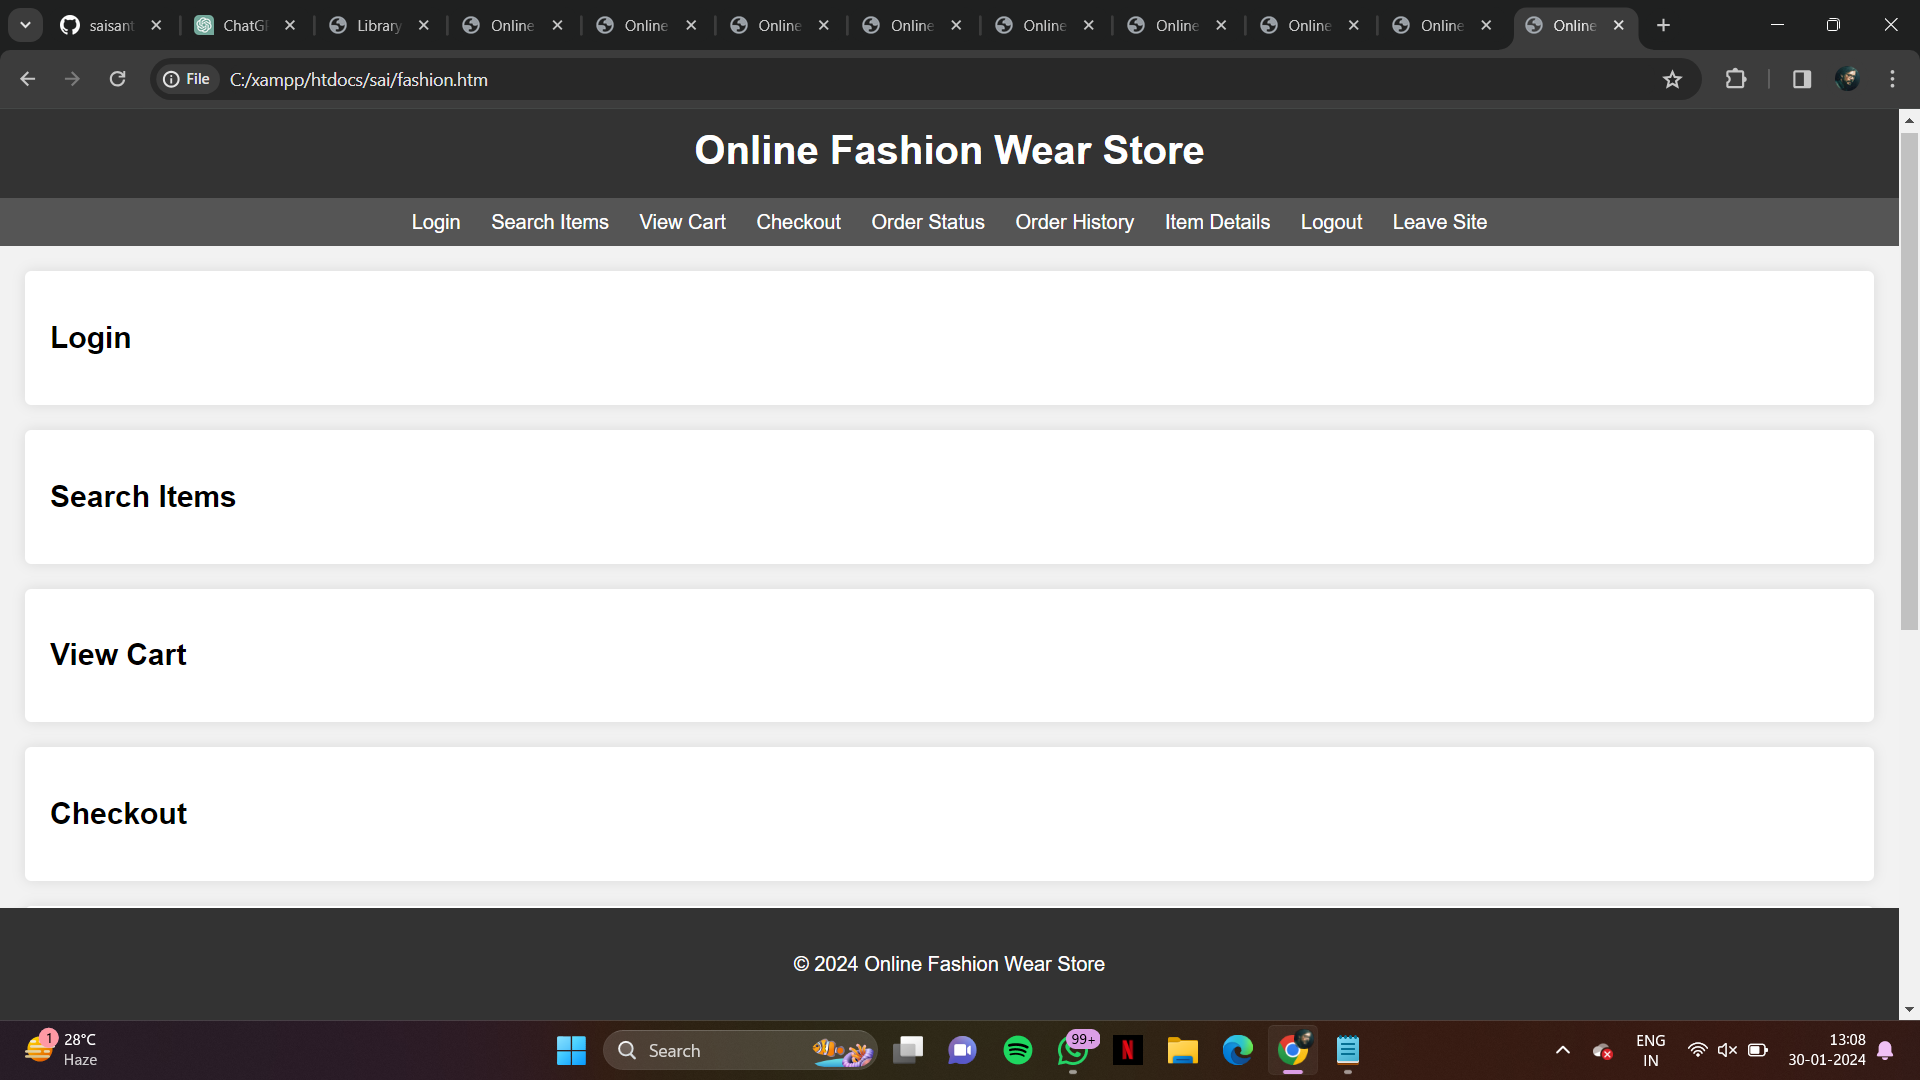 saisant
ChatGI
Library
Online
Online
Online
Online
Online
Online
Online
Online
Online
File
C:/xampp/htdocs/sai/fashion.htm
Online Fashion Wear Store
Login Search Items View Cart Checkout Order Status Order History Item Details Logout Leave Site
Login
Search Items
View Cart
Checkout
© 2024 Online Fashion Wear Store
1
28°C
Haze
Search
99+
N
ENG
IN
13:08
30-01-2024